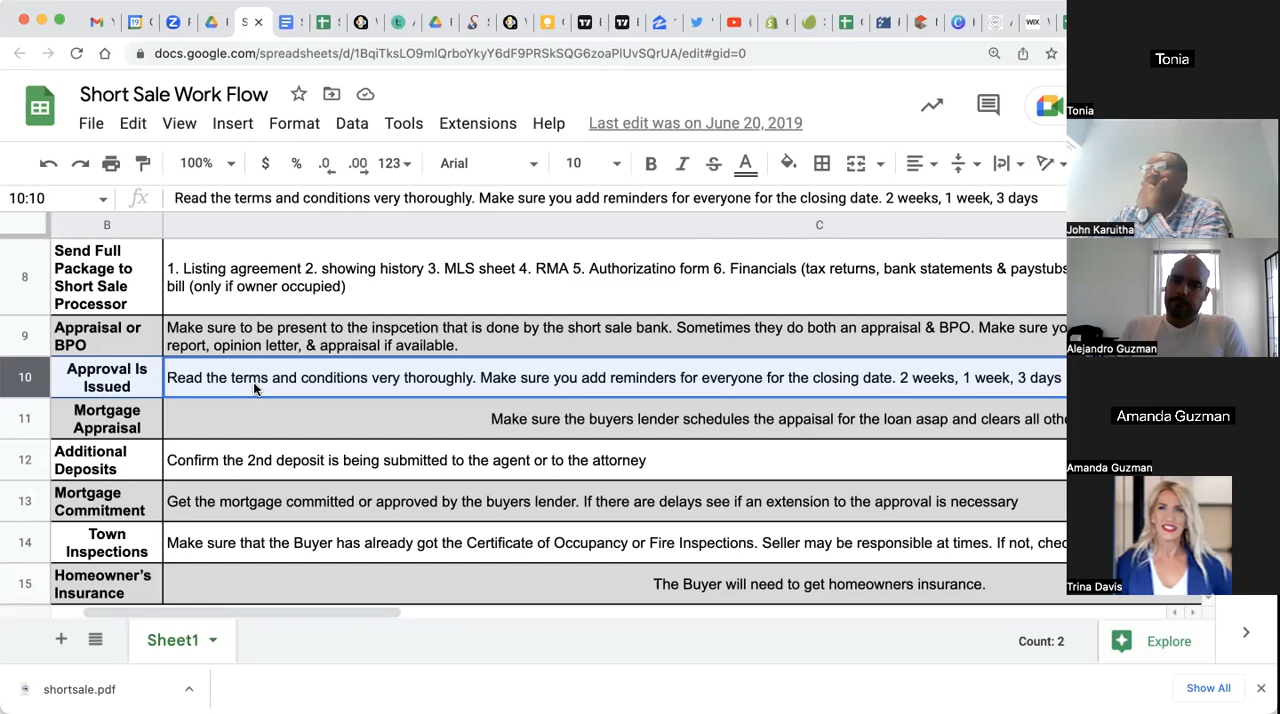 S
docs.google.com/spreadsheets/d/1BqiTksLO9mlQrboYkyY6dF9PRSkSQG6zoaPlUvSQrUA/edit#gid=0
Short Sale Work Flow
File Edit View Insert Format Data Tools Extensions Help Last edit was on June 20, 2019
100% $ % .0 .00 123 Arial 10 B I S A
10:10 fx Read the terms and conditions very thoroughly. Make sure you add reminders for everyone for the closing date. 2 weeks, 1 week, 3 days
B C
8
Send Full
Package to
Short Sale
Processor
1. Listing agreement 2. showing history 3. MLS sheet 4. RMA 5. Authorizatino form 6. Financials (tax returns, bank statements & paystubs
bill (only if owner occupied)
9
Appraisal or
BPO
Make sure to be present to the inspcetion that is done by the short sale bank. Sometimes they do both an appraisal & BPO. Make sure yo
report, opinion letter, & appraisal if available.
10
Approval Is
Issued
Read the terms and conditions very thoroughly. Make sure you add reminders for everyone for the closing date. 2 weeks, 1 week, 3 days
11
Mortgage
Appraisal
Make sure the buyers lender schedules the appaisal for the loan asap and clears all othe
12
Additional
Deposits
Confirm the 2nd deposit is being submitted to the agent or to the attorney
13
Mortgage
Commitment
Get the mortgage committed or approved by the buyers lender. If there are delays see if an extension to the approval is necessary
14
Town
Inspections
Make sure that the Buyer has already got the Certificate of Occupancy or Fire Inspections. Seller may be responsible at times. If not, chec
15
Homeowner's
Insurance
The Buyer will need to get homeowners insurance.
Sheet1
Count: 2
Explore
shortsale.pdf
Show All
Tonia
Tonia
John Karuitha
Alejandro Guzman
Amanda Guzman
Amanda Guzman
Trina Davis